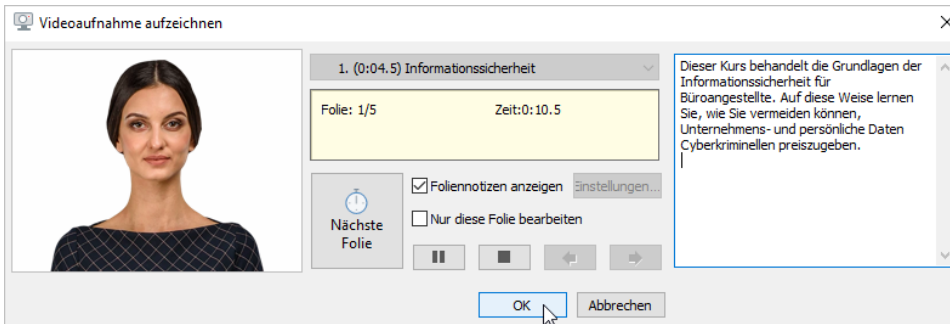 Videoaufnahme aufzeichnen
1. (0:04.5) Informationssicherheit
Folie: 1/5 Zeit:0:10.5
Foliennotizen anzeigen
Einstellungen...
Nur diese Folie bearbeiten
Nächste
Folie
Dieser Kurs behandelt die Grundlagen der
Informationssicherheit für
Büroangestellte. Auf diese Weise lernen
Sie, wie Sie vermeiden können,
Unternehmens- und persönliche Daten
Cyberkriminellen preiszugeben.
OK
Abbrechen